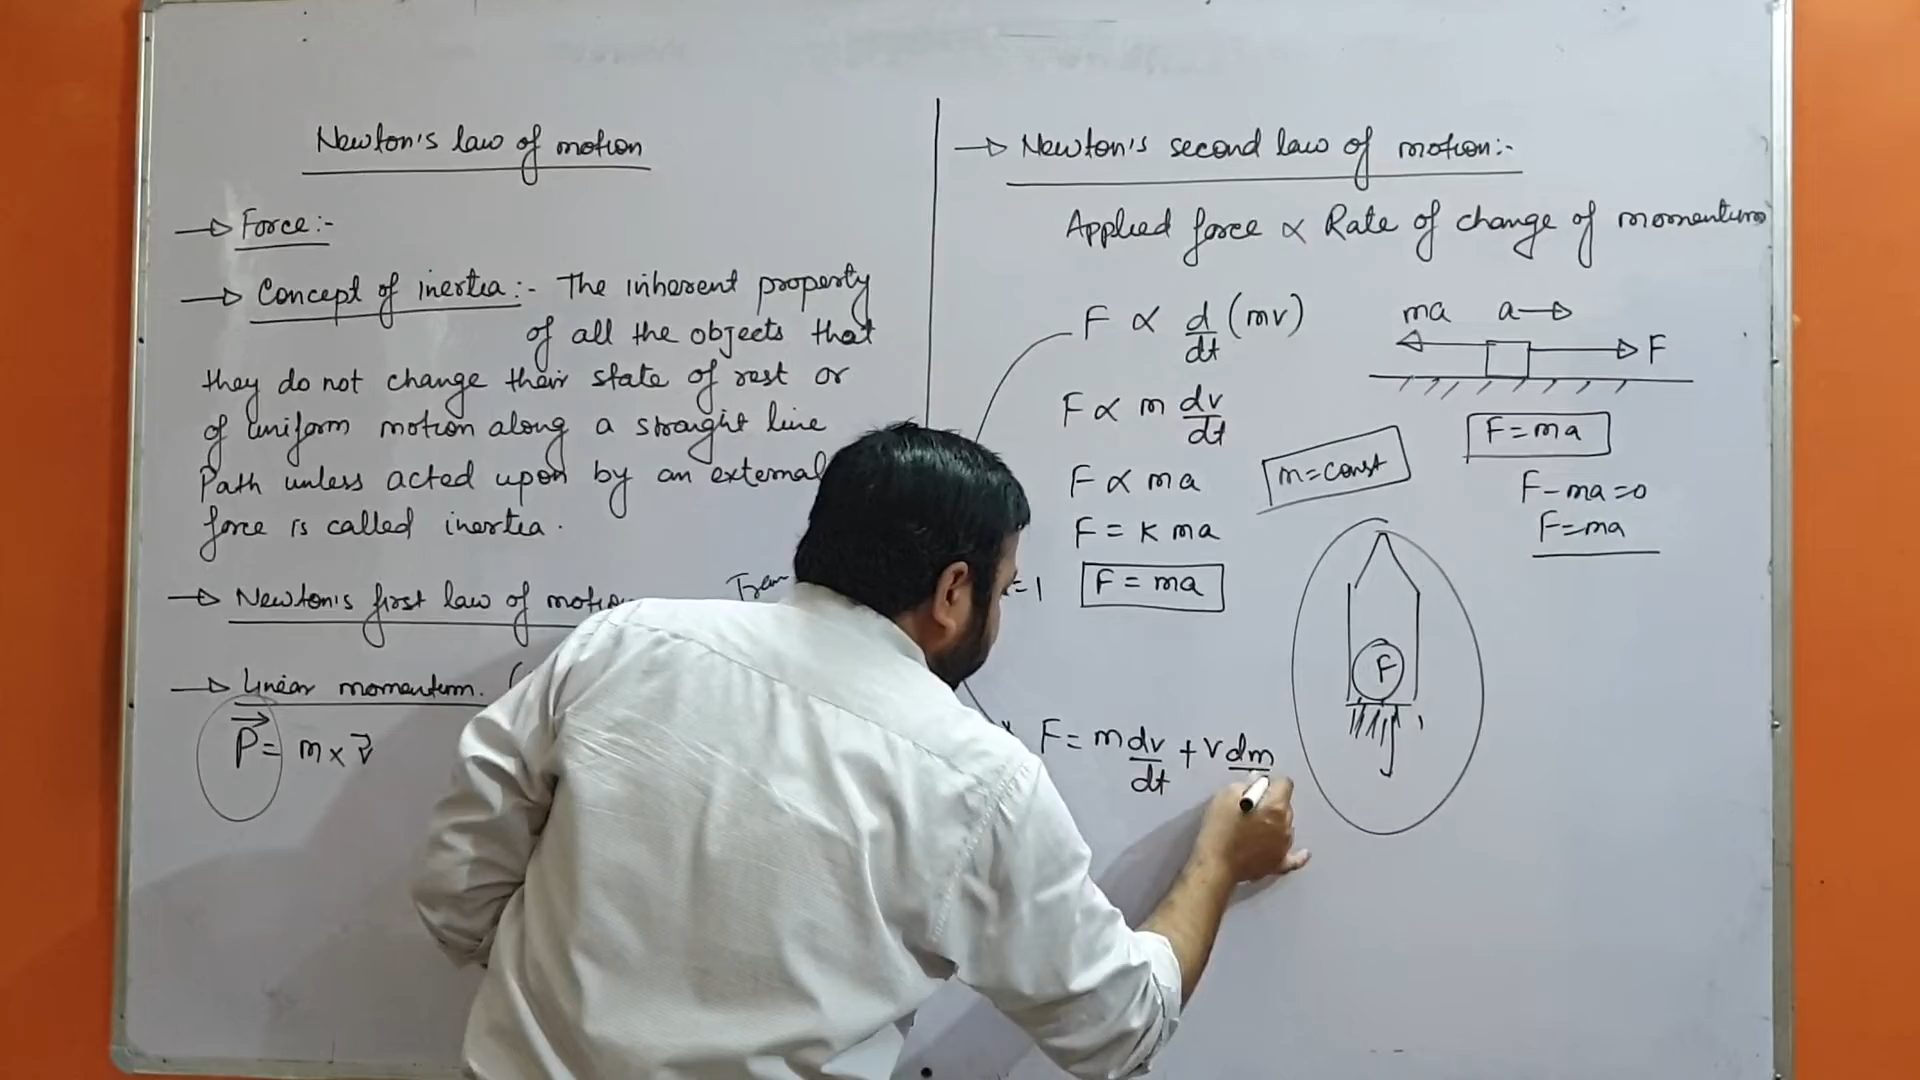 Newton's law of motion
→ Force:-
→ Concept of inertia:- The inherent property
of all the objects that
they do not change their state of rest or
of uniform motion along a straight line
Path unless acted upon by an external
force is called inertia.
→ Newton's first law of motion
→ Linear momentum. (
P⃗ = m × v⃗
→ Newton's second law of motion:-
Applied force ∝ Rate of change of momentum
F ∝ d/dt (mv)
F ∝ m dv/dt
F ∝ ma
F = K ma
= 1 F = ma
m = const
ma a→
F
F = ma
F - ma = 0
F = ma
F
F = m dv/dt + v dm